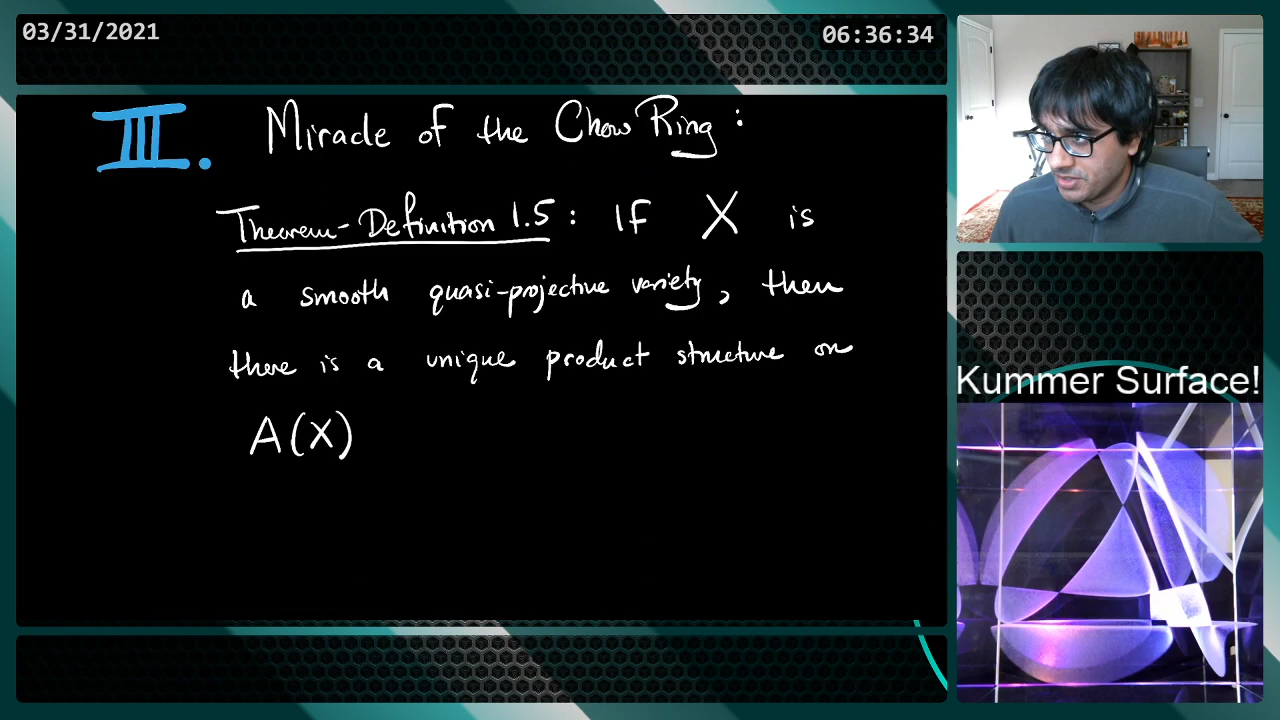 03/31/2021
06:36:34
III. Miracle of the Chow Ring:
Theorem-Definition 1.5: If X is
a smooth quasi-projective variety, then
there is a unique product structure on
A(X)
Kummer Surface!